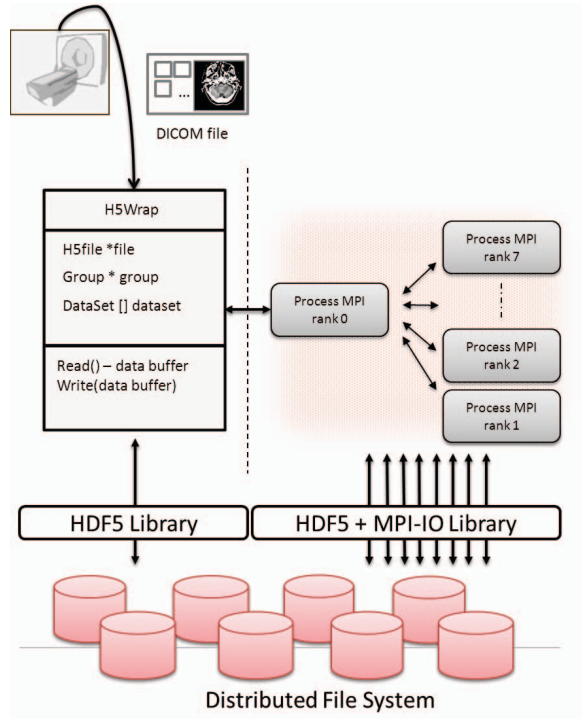 ...
DICOM file
H5Wrap
H5file *file
Group * group
DataSet [] dataset
Read() – data buffer
Write(data buffer)
Process MPI
rank 0
Process MPI
rank 7
Process MPI
rank 2
Process MPI
rank 1
HDF5 Library
HDF5 + MPI-IO Library
Distributed File System